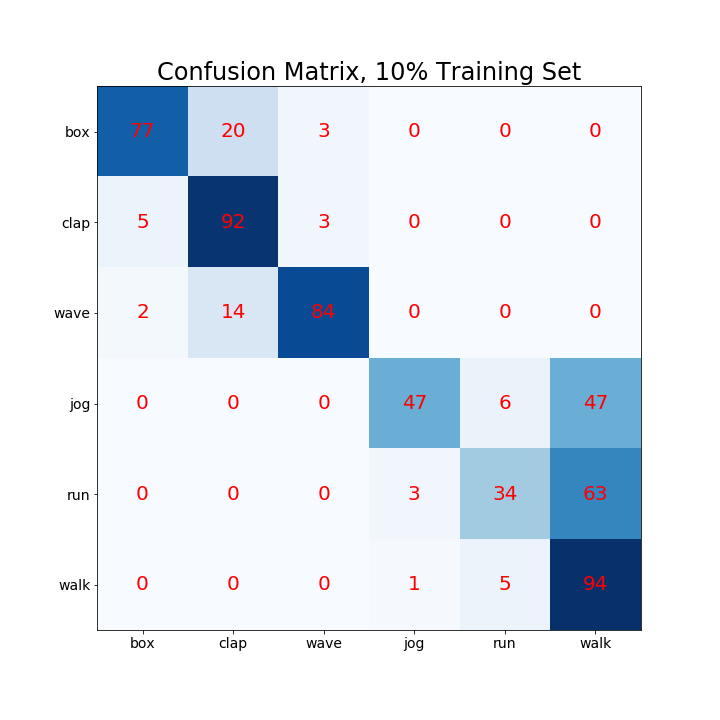 Confusion Matrix, 10% Training Set
box 77 20 3 0 0 0
clap 5 92 3 0 0 0
wave 2 14 84 0 0 0
jog 0 0 0 47 6 47
run 0 0 0 3 34 63
walk 0 0 0 1 5 94
box clap wave jog run walk